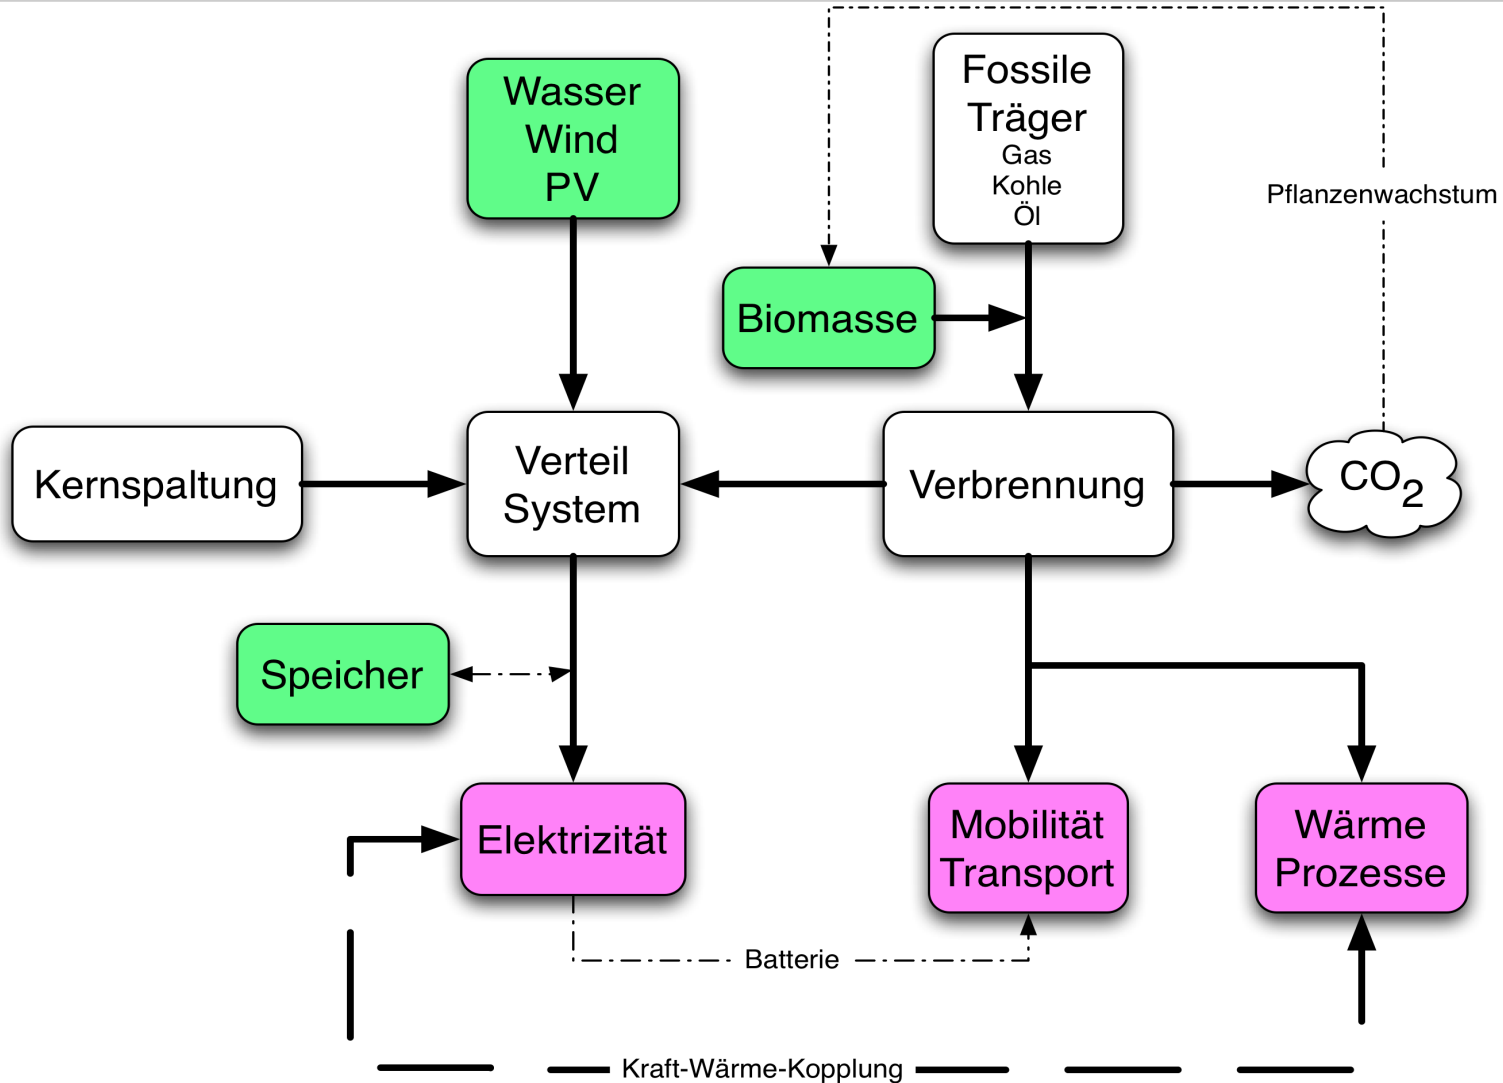 Wasser
Wind
PV
Fossile
Träger
Gas
Kohle
Öl
Pflanzenwachstum
Biomasse
Kernspaltung
Verteil
System
Verbrennung
CO2
Speicher
Elektrizität
Mobilität
Transport
Wärme
Prozesse
Batterie
Kraft-Wärme-Kopplung